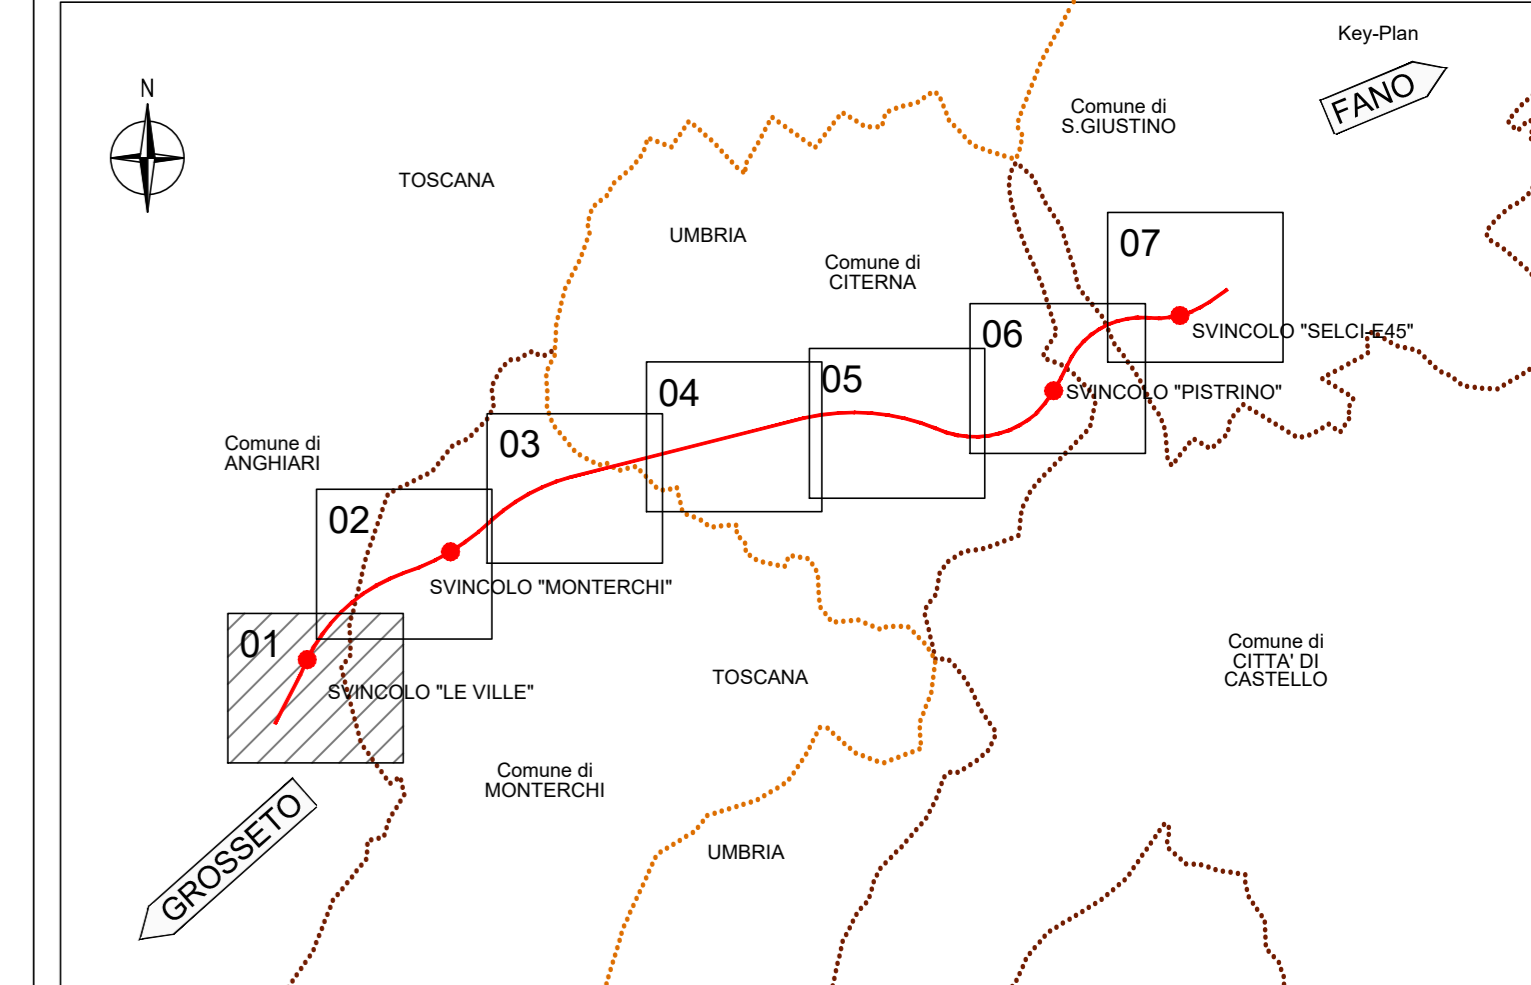 Key-Plan
FANO
N
Comune di
S.GIUSTINO
TOSCANA
UMBRIA
Comune di
CITERNA
07
06
SVINCOLO "SELCI-E45"
05
04
SVINCOLO "PISTRINO"
03
Comune di
ANGHIARI
02
SVINCOLO "MONTERCHI"
01
SVINCOLO "LE VILLE"
TOSCANA
Comune di
CITTA' DI
CASTELLO
Comune di
MONTERCHI
GROSSETO
UMBRIA